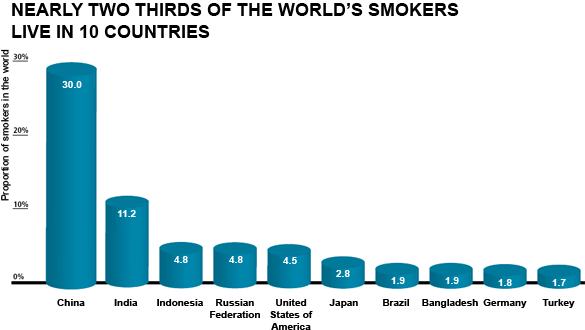 NEARLY TWO THIRDS OF THE WORLD'S SMOKERS
LIVE IN 10 COUNTRIES
Proportion of smokers in the world
30%
20%
10%
0%
30.0
11.2
4.8
4.8
4.5
2.8
1.9
1.9
1.8
1.7
China
India
Indonesia
Russian
Federation
United
States of
America
Japan
Brazil
Bangladesh
Germany
Turkey